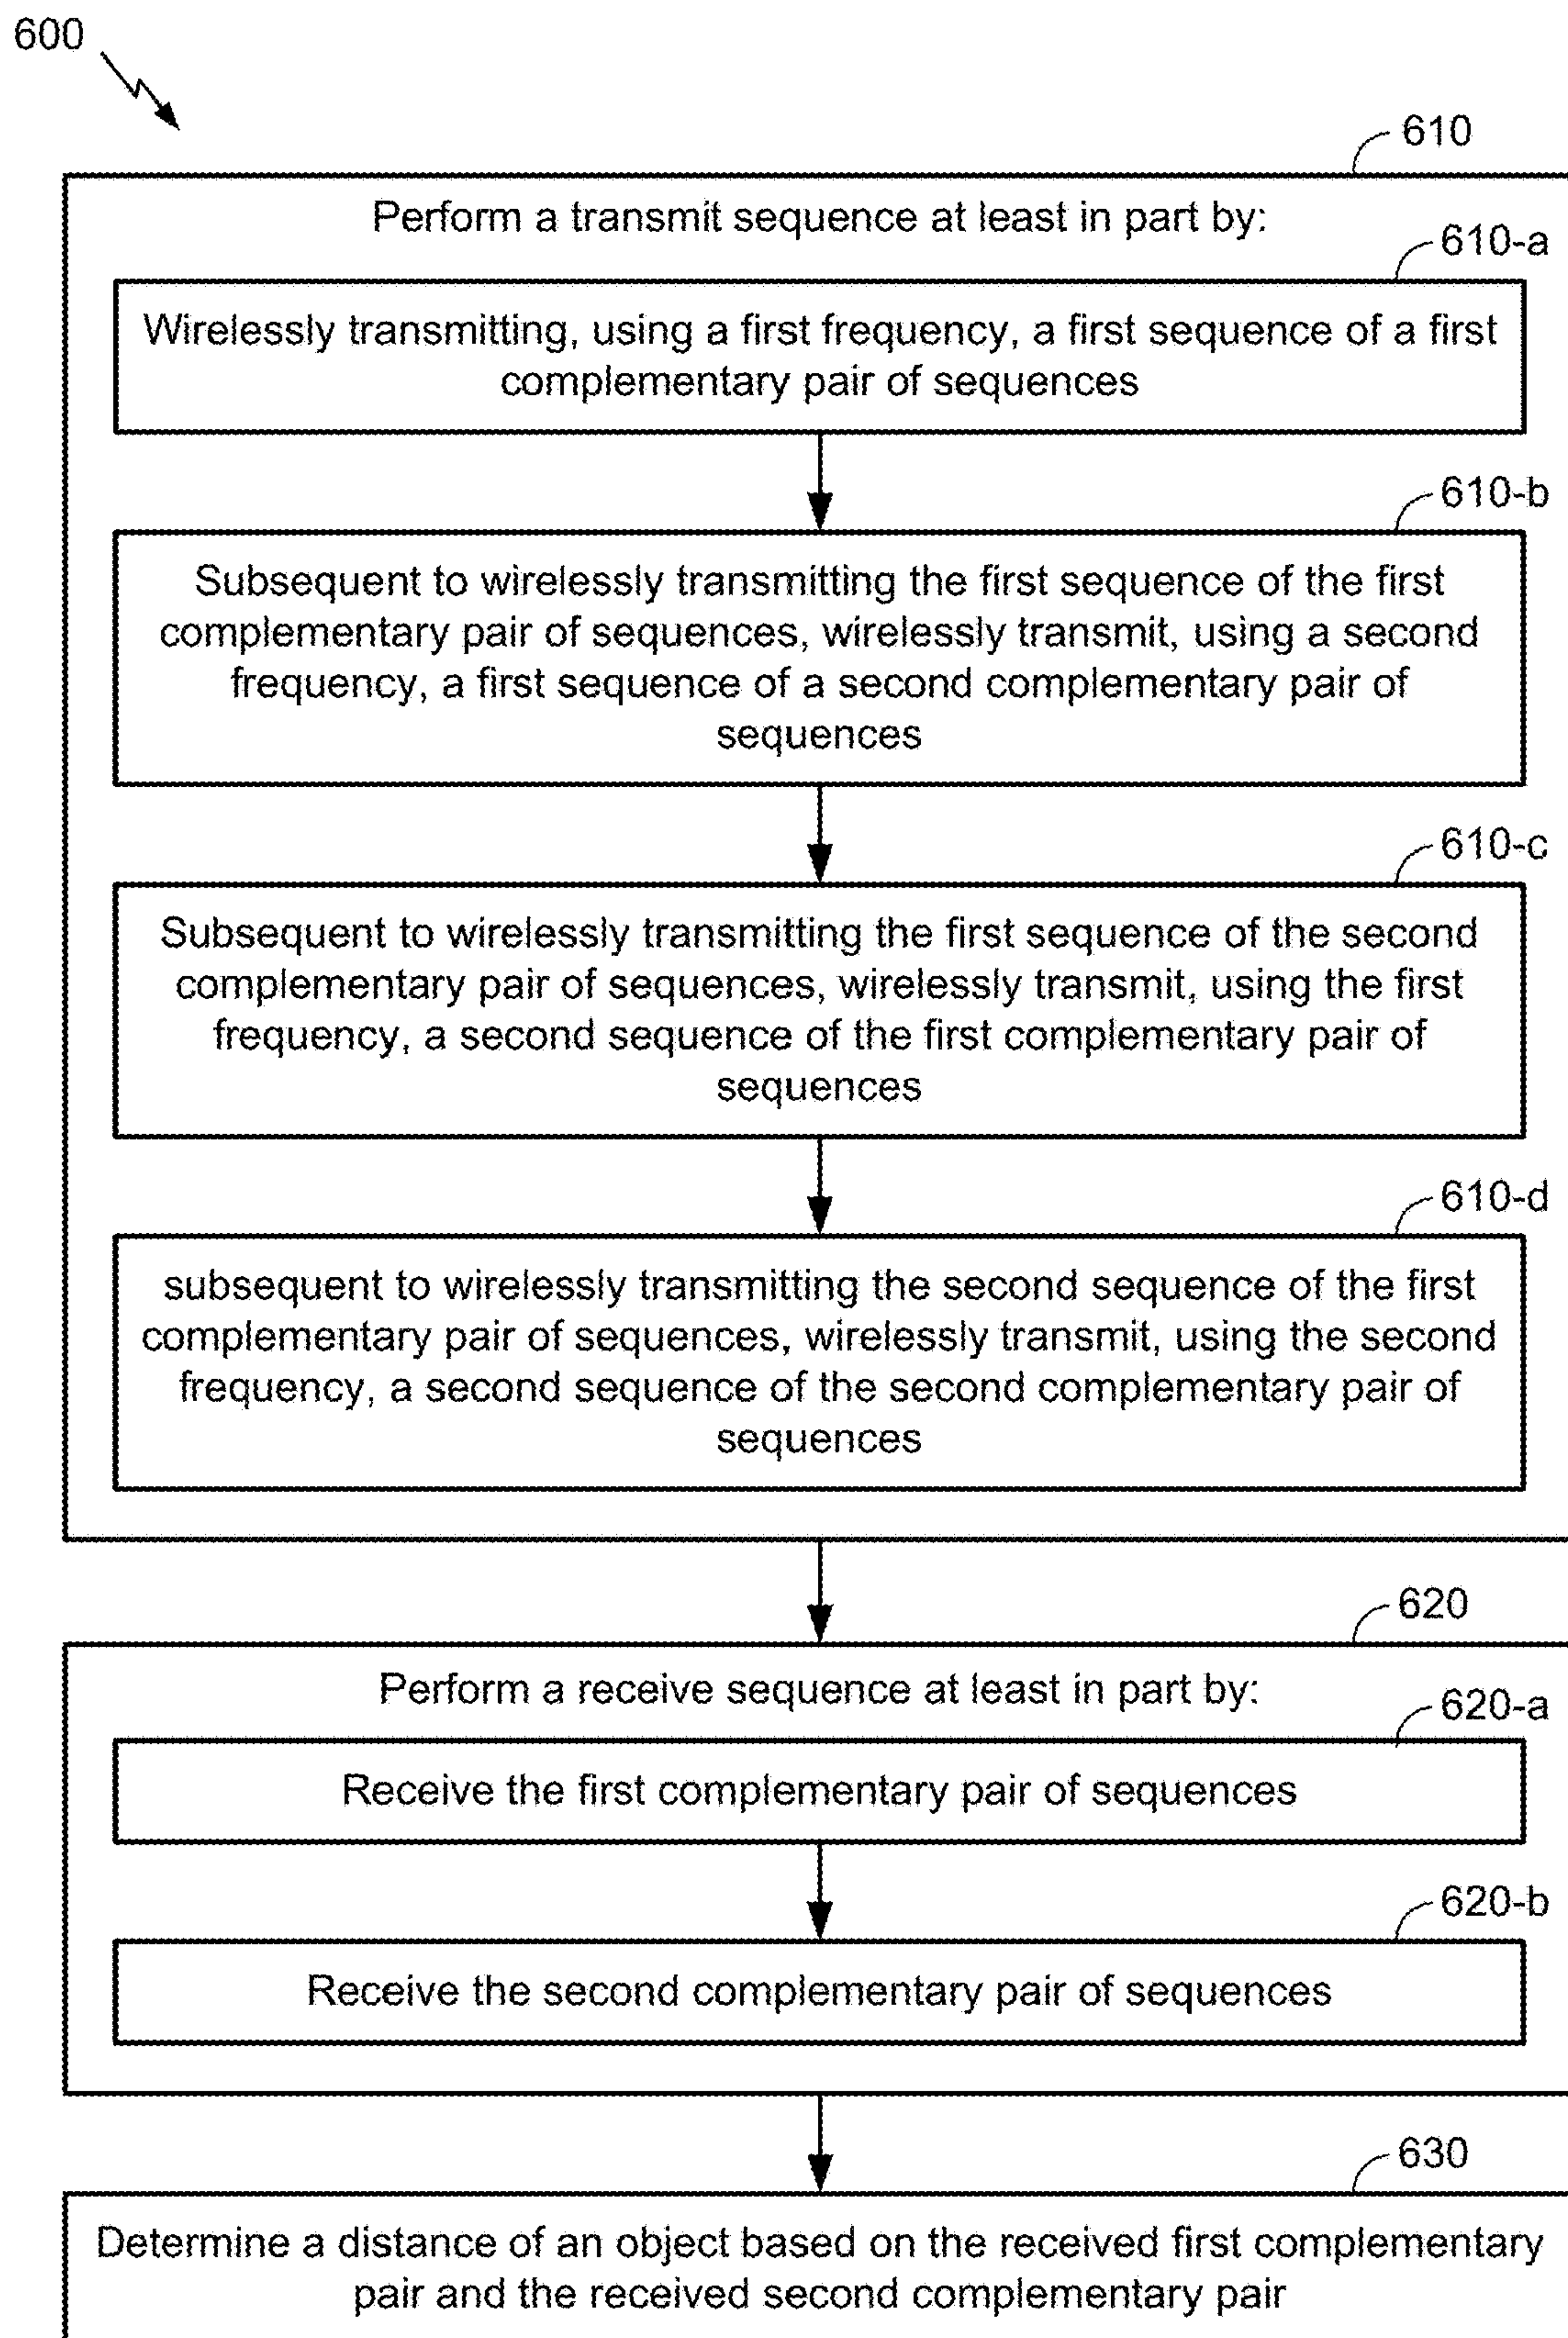 600
610
Perform a transmit sequence at least in part by:
610-a
Wirelessly transmitting, using a first frequency, a first sequence of a first
complementary pair of sequences
610-b
Subsequent to wirelessly transmitting the first sequence of the first
complementary pair of sequences, wirelessly transmit, using a second
frequency, a first sequence of a second complementary pair of
sequences
610-c
Subsequent to wirelessly transmitting the first sequence of the second
complementary pair of sequences, wirelessly transmit, using the first
frequency, a second sequence of the first complementary pair of
sequences
610-d
subsequent to wirelessly transmitting the second sequence of the first
complementary pair of sequences, wirelessly transmit, using the second
frequency, a second sequence of the second complementary pair of
sequences
620
Perform a receive sequence at least in part by:
620-a
Receive the first complementary pair of sequences
620-b
Receive the second complementary pair of sequences
630
Determine a distance of an object based on the received first complementary
pair and the received second complementary pair